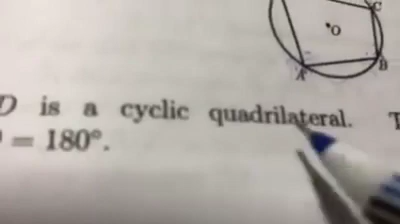 C
O
A
B
D is a cyclic quadrilateral. T
= 180°.